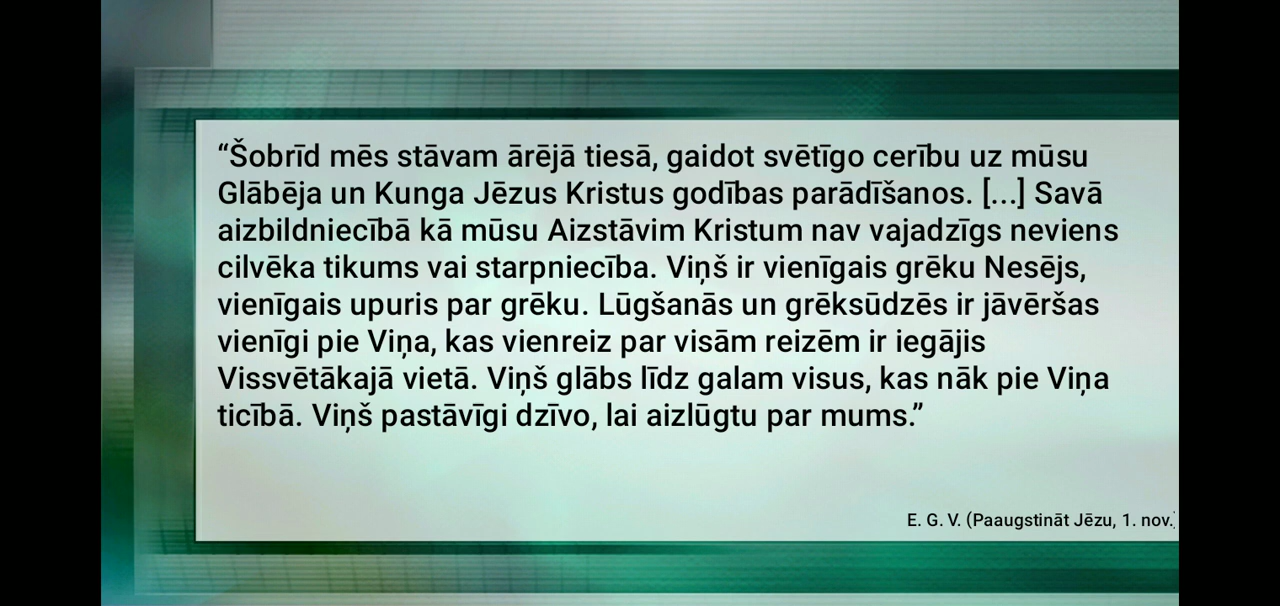 “Šobrīd mēs stāvam ārējā tiesā, gaidot svētīgo cerību uz mūsu
Glābēja un Kunga Jēzus Kristus godības parādīšanos. [...] Savā
aizbildniecībā kā mūsu Aizstāvim Kristum nav vajadzīgs neviens
cilvēka tikums vai starpniecība. Viņš ir vienīgais grēku Nesējs,
vienīgais upuris par grēku. Lūgšanās un grēksūdzēs ir jāvēršas
vienīgi pie Viņa, kas vienreiz par visām reizēm ir iegājis
Vissvētākajā vietā. Viņš glābs līdz galam visus, kas nāk pie Viņa
ticībā. Viņš pastāvīgi dzīvo, lai aizlūgtu par mums.”
E. G. V. (Paaugstināt Jēzu, 1. nov.)